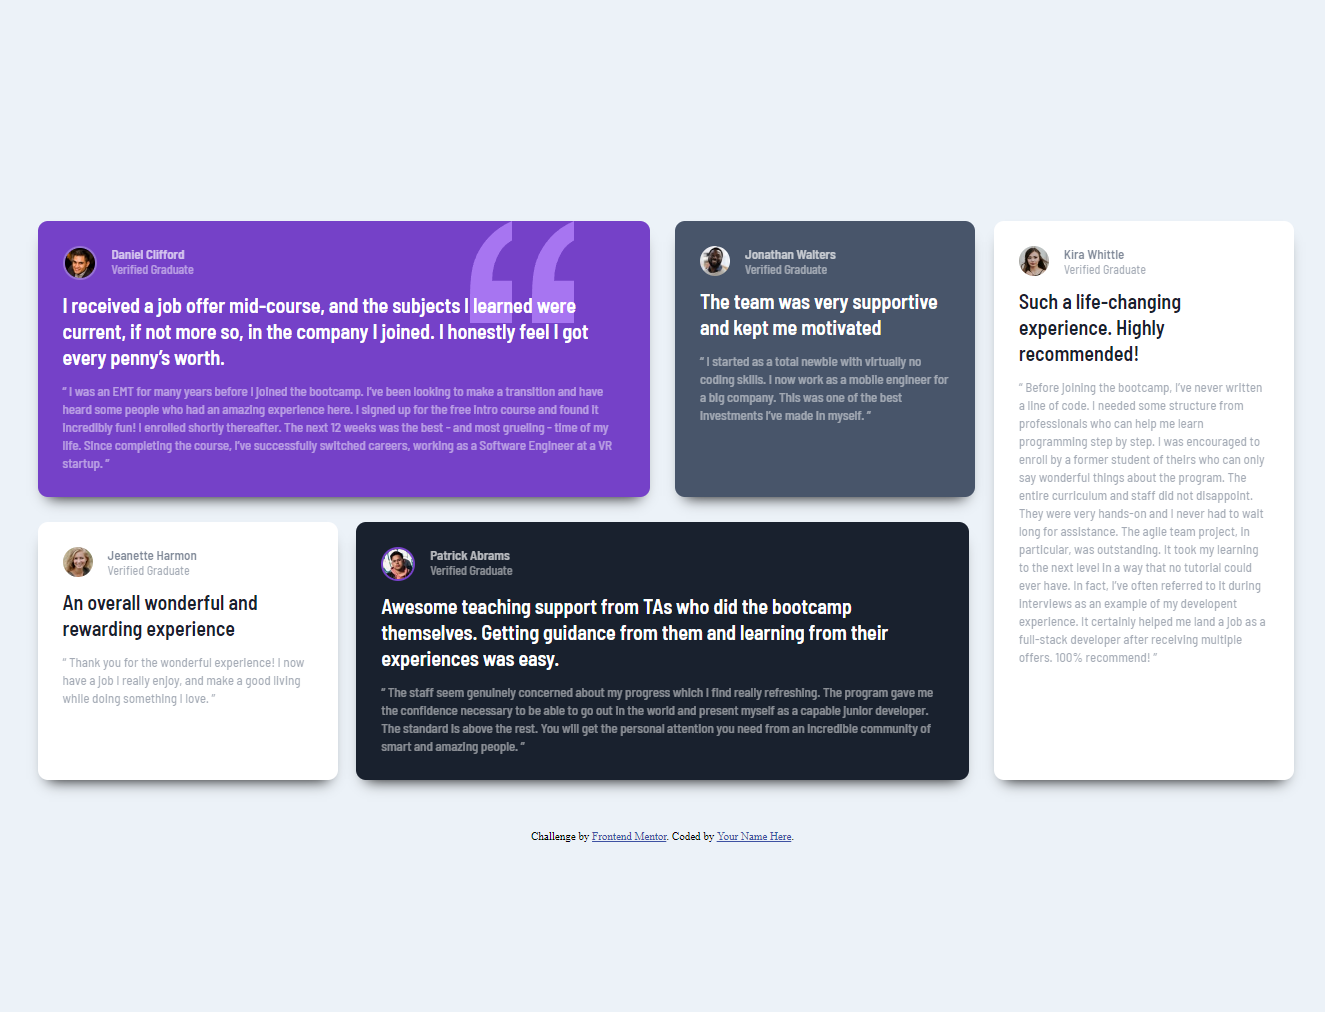 Daniel Clifford
Verified Graduate
I received a job offer mid-course, and the subjects I learned were
current, if not more so, in the company I joined. I honestly feel I got
every penny’s worth.
“ I was an EMT for many years before I joined the bootcamp. I’ve been looking to make a transition and have
heard some people who had an amazing experience here. I signed up for the free intro course and found it
incredibly fun! I enrolled shortly thereafter. The next 12 weeks was the best - and most grueling - time of my
life. Since completing the course, I’ve successfully switched careers, working as a Software Engineer at a VR
startup. ”
Jonathan Walters
Verified Graduate
The team was very supportive
and kept me motivated
“ I started as a total newbie with virtually no
coding skills. I now work as a mobile engineer for
a big company. This was one of the best
investments I’ve made in myself. ”
Kira Whittle
Verified Graduate
Such a life-changing
experience. Highly
recommended!
“ Before joining the bootcamp, I’ve never written
a line of code. I needed some structure from
professionals who can help me learn
programming step by step. I was encouraged to
enroll by a former student of theirs who can only
say wonderful things about the program. The
entire curriculum and staff did not disappoint.
They were very hands-on and I never had to wait
long for assistance. The agile team project, in
particular, was outstanding. It took my learning
to the next level in a way that no tutorial could
ever have. In fact, I’ve often referred to it during
interviews as an example of my developent
experience. It certainly helped me land a job as a
full-stack developer after receiving multiple
offers. 100% recommend! ”
Jeanette Harmon
Verified Graduate
An overall wonderful and
rewarding experience
“ Thank you for the wonderful experience! I now
have a job I really enjoy, and make a good living
while doing something I love. ”
Patrick Abrams
Verified Graduate
Awesome teaching support from TAs who did the bootcamp
themselves. Getting guidance from them and learning from their
experiences was easy.
“ The staff seem genuinely concerned about my progress which I find really refreshing. The program gave me
the confidence necessary to be able to go out in the world and present myself as a capable junior developer.
The standard is above the rest. You will get the personal attention you need from an incredible community of
smart and amazing people. ”
Challenge by Frontend Mentor. Coded by Your Name Here.